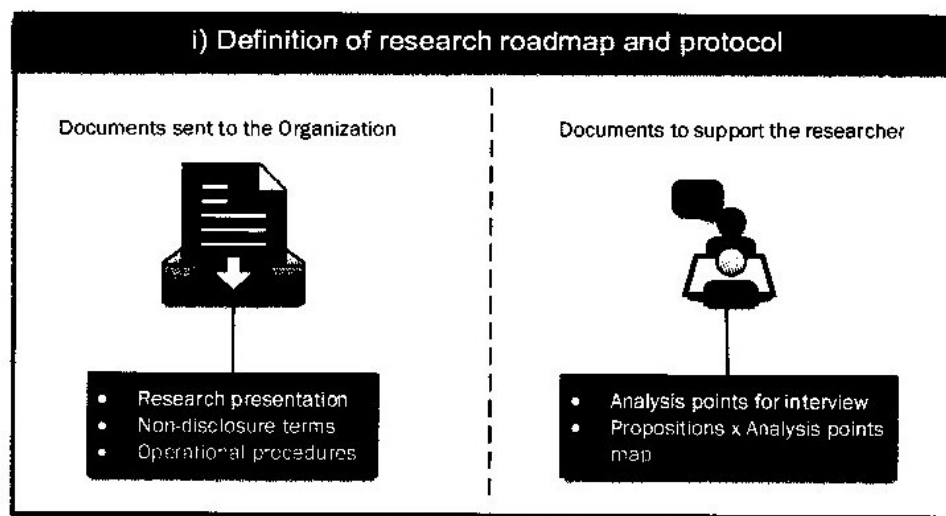 i) Definition of research roadmap and protocol
Documents sent to the Organization
• Research presentation
• Non-disclosure terms
• Operational procedures
Documents to support the researcher
• Analysis points for interview
• Propositions x Analysis points
map